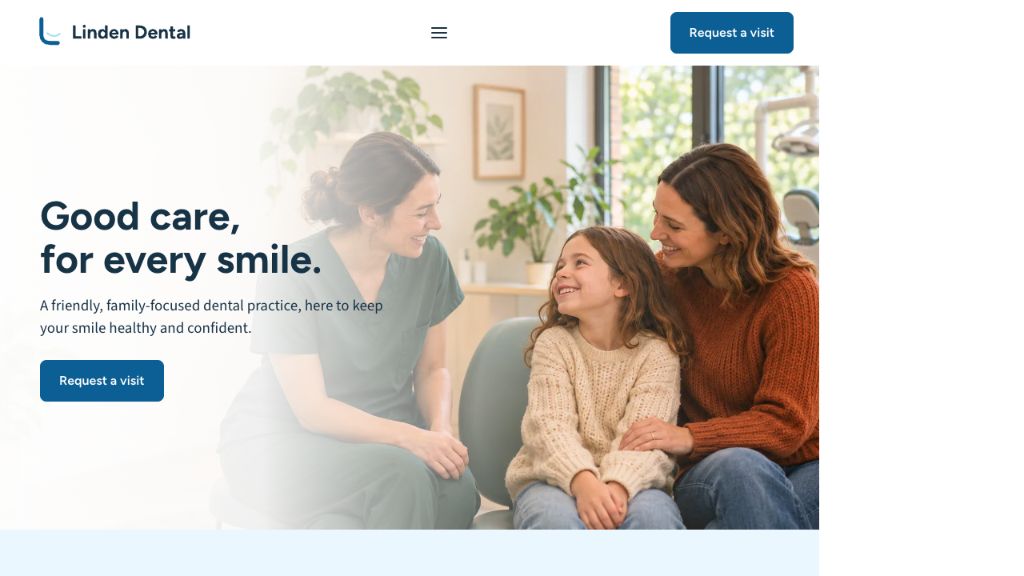 Linden Dental
Request a visit
Good care,
for every smile.
A friendly, family-focused dental practice, here to keep
your smile healthy and confident.
Request a visit